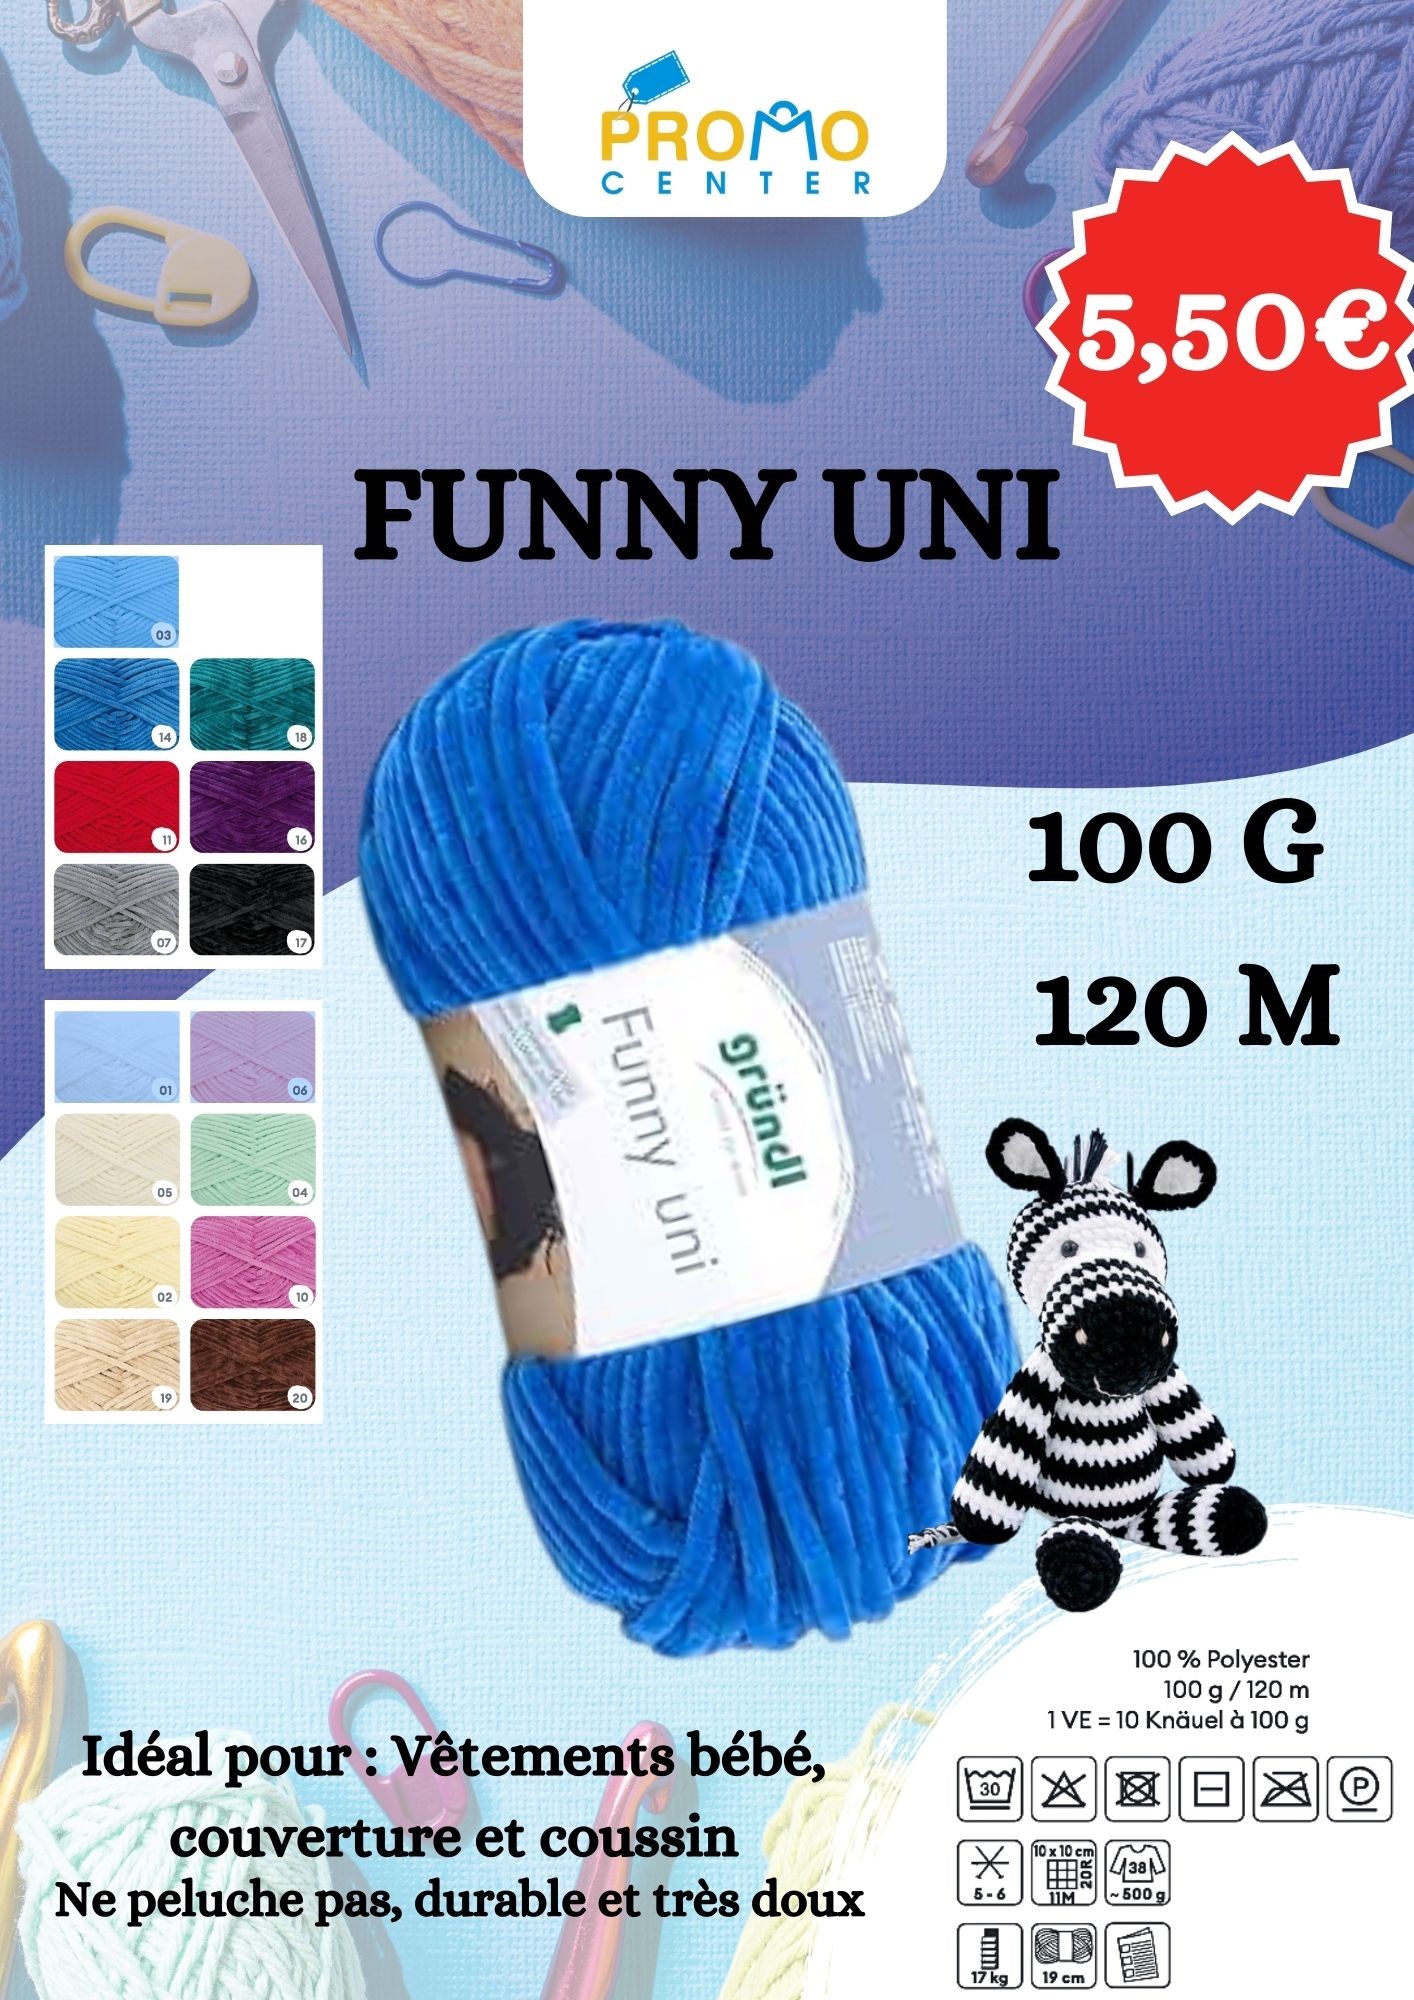 PROMO
CENTER
5,50€
FUNNY UNI
03
14
18
11
16
07
17
100 G
120 M
gründl
Funny uni
01
06
05
04
02
10
19
20
100 % Polyester
100 g / 120 m
1 VE = 10 Knäuel à 100 g
30
P
5 - 6
10 x 10 cm
20R
11M
38
~ 500 g
17 kg
19 cm
Idéal pour : Vêtements bébé,
couverture et coussin
Ne peluche pas, durable et très doux